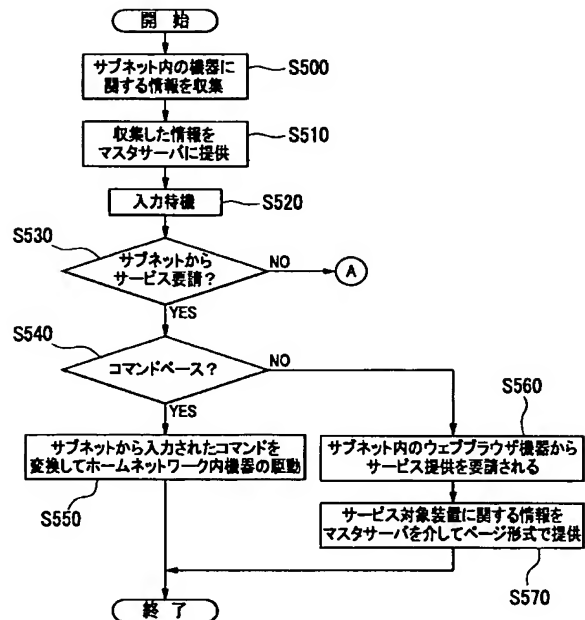 開 始
サブネット内の機器に
関する情報を収集
S500
収集した情報を
マスタサーバに提供
S510
入力待機
S520
S530
サブネットから
サービス要請？
NO
A
YES
S540
コマンドベース？
NO
YES
S560
サブネットから入力されたコマンドを
変換してホームネットワーク内機器の駆動
S550
サブネット内のウェブブラウザ機器から
サービス提供を要請される
サービス対象装置に関する情報を
マスタサーバを介してページ形式で提供
S570
終 了